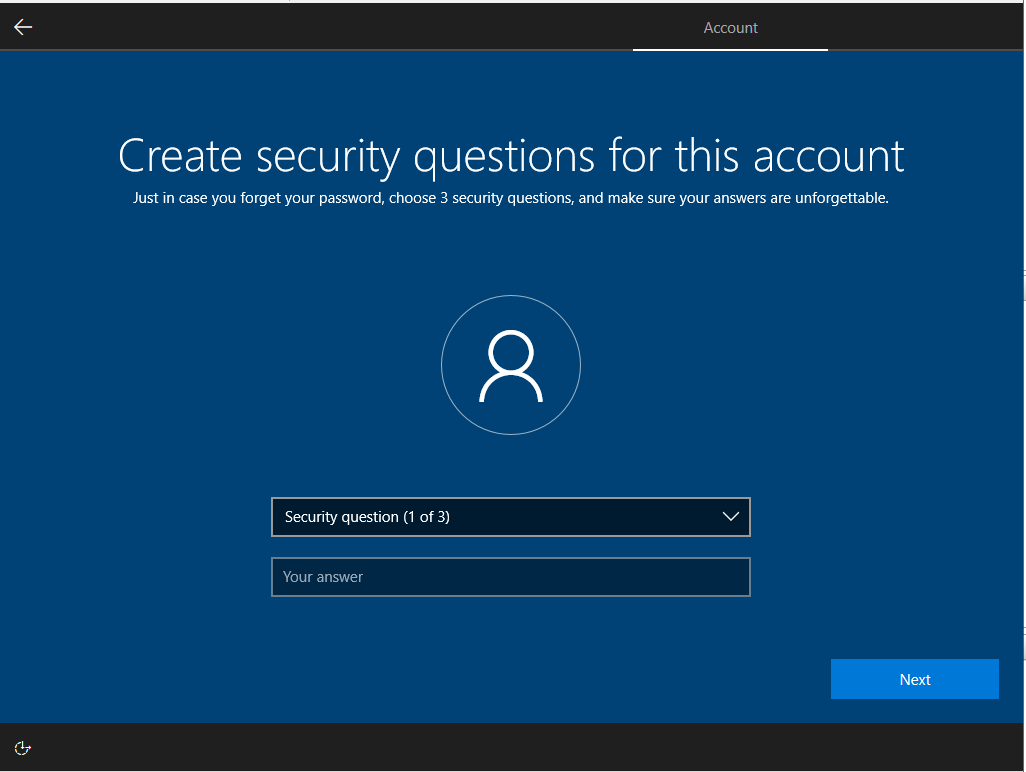 Account
Create security questions for this account
Just in case you forget your password, choose 3 security questions, and make sure your answers are unforgettable.
Security question (1 of 3)
Your answer
Next